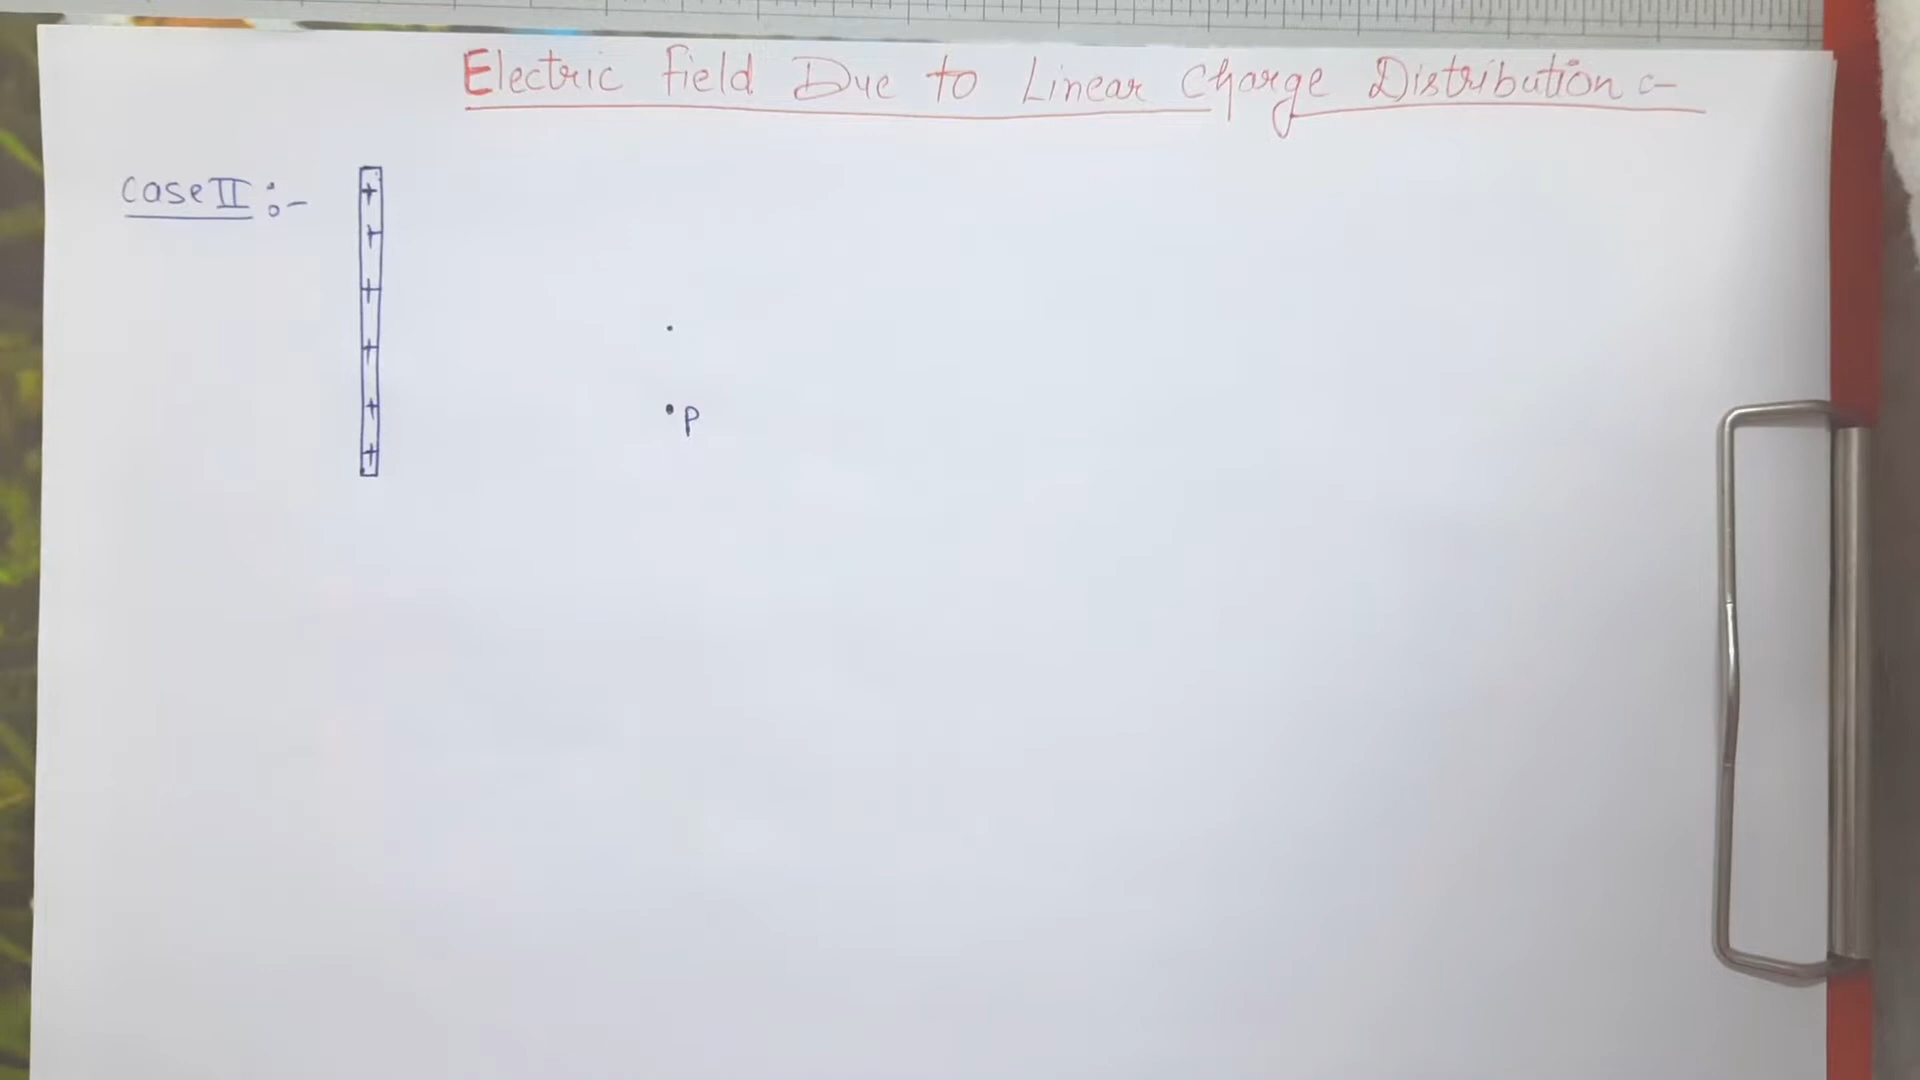 Electric field Due to Linear Charge Distribution :-
Case II :-
+
+
+
+
+
+
P